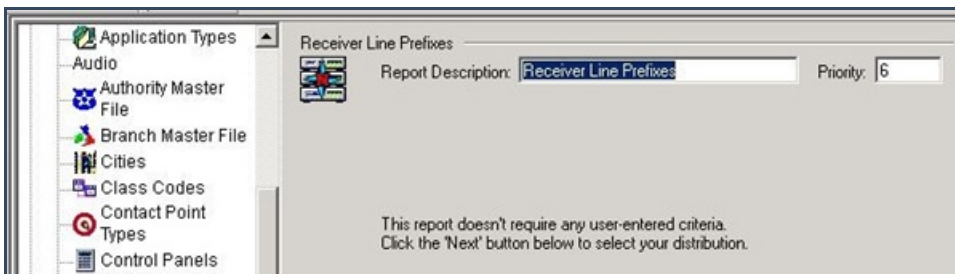 Application Types
Audio
Authority Master
File
Branch Master File
Cities
Class Codes
Contact Point
Types
Control Panels
Receiver Line Prefixes
Report Description: Receiver Line Prefixes Priority: 6
This report doesn't require any user-entered criteria.
Click the 'Next' button below to select your distribution.